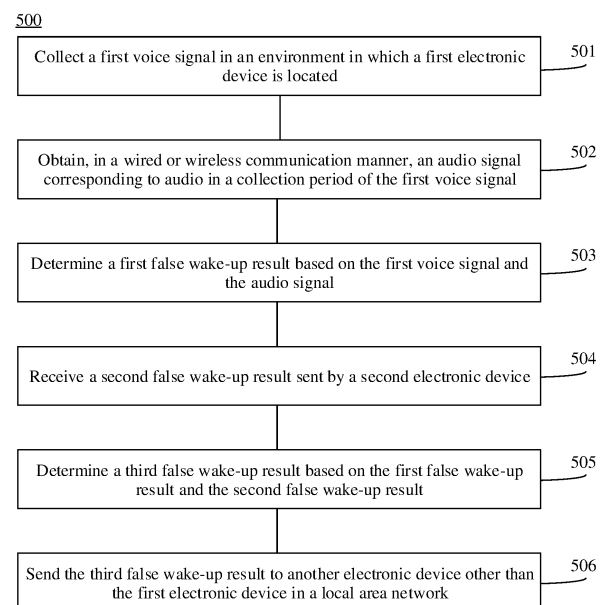 500
Collect a first voice signal in an environment in which a first electronic
device is located
501
Obtain, in a wired or wireless communication manner, an audio signal
corresponding to audio in a collection period of the first voice signal
502
Determine a first false wake-up result based on the first voice signal and
the audio signal
503
Receive a second false wake-up result sent by a second electronic device
504
Determine a third false wake-up result based on the first false wake-up
result and the second false wake-up result
505
Send the third false wake-up result to another electronic device other than
the first electronic device in a local area network
506